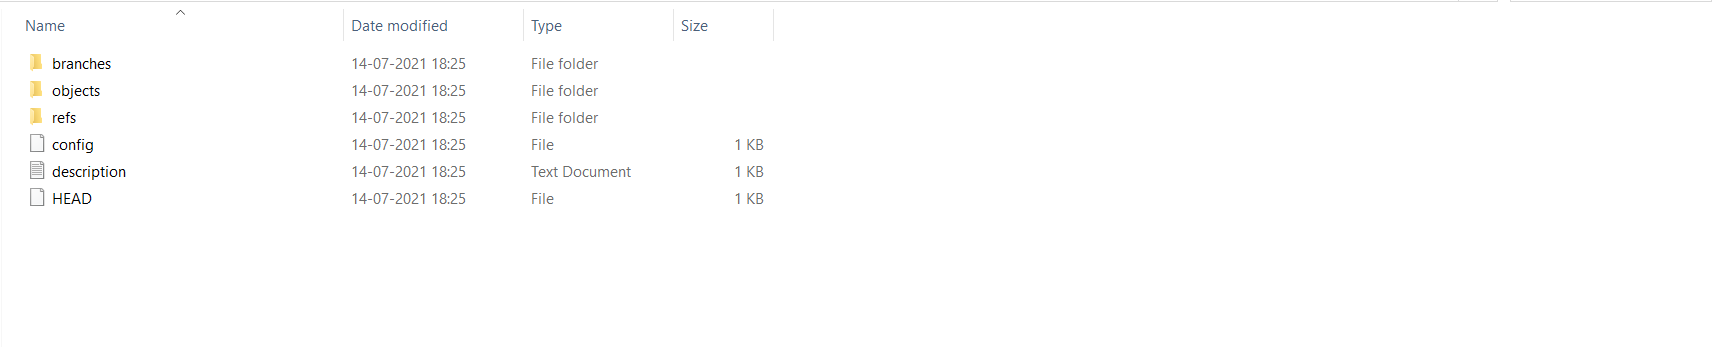 Name Date modified Type Size
branches 14-07-2021 18:25 File folder
objects 14-07-2021 18:25 File folder
refs 14-07-2021 18:25 File folder
config 14-07-2021 18:25 File 1 KB
description 14-07-2021 18:25 Text Document 1 KB
HEAD 14-07-2021 18:25 File 1 KB